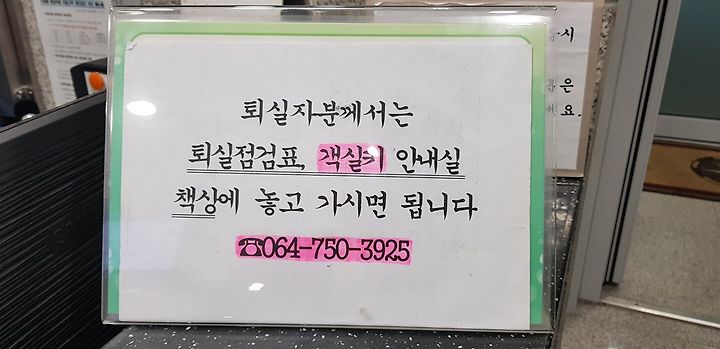 퇴실자분께서는
퇴실점검표, 객실키 안내실
책상에 놓고 가시면 됩니다
☎064-750-3925